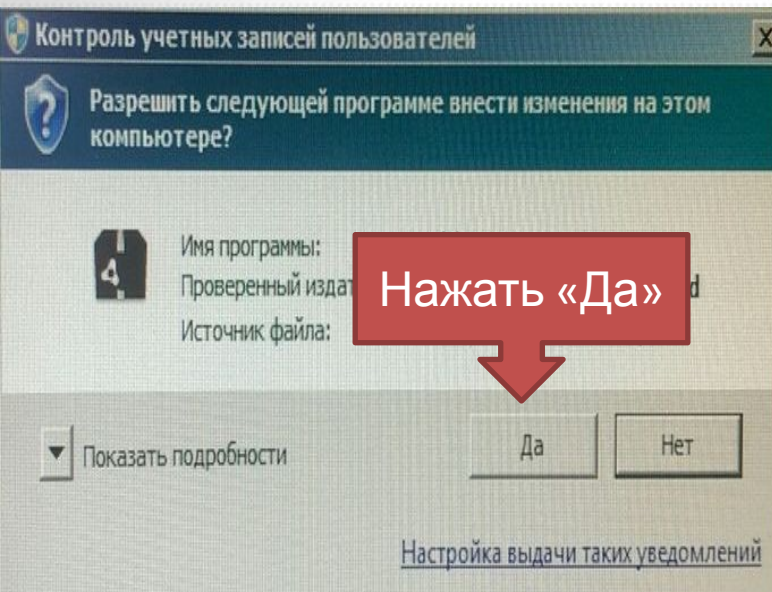 Контроль учетных записей пользователей
Разрешить следующей программе внести изменения на этом
компьютере?
4
Имя программы:
Проверенный
Источник файла:
Нажать «Да»
Показать подробности
Да
Нет
Настройка выдачи таких уведомлений